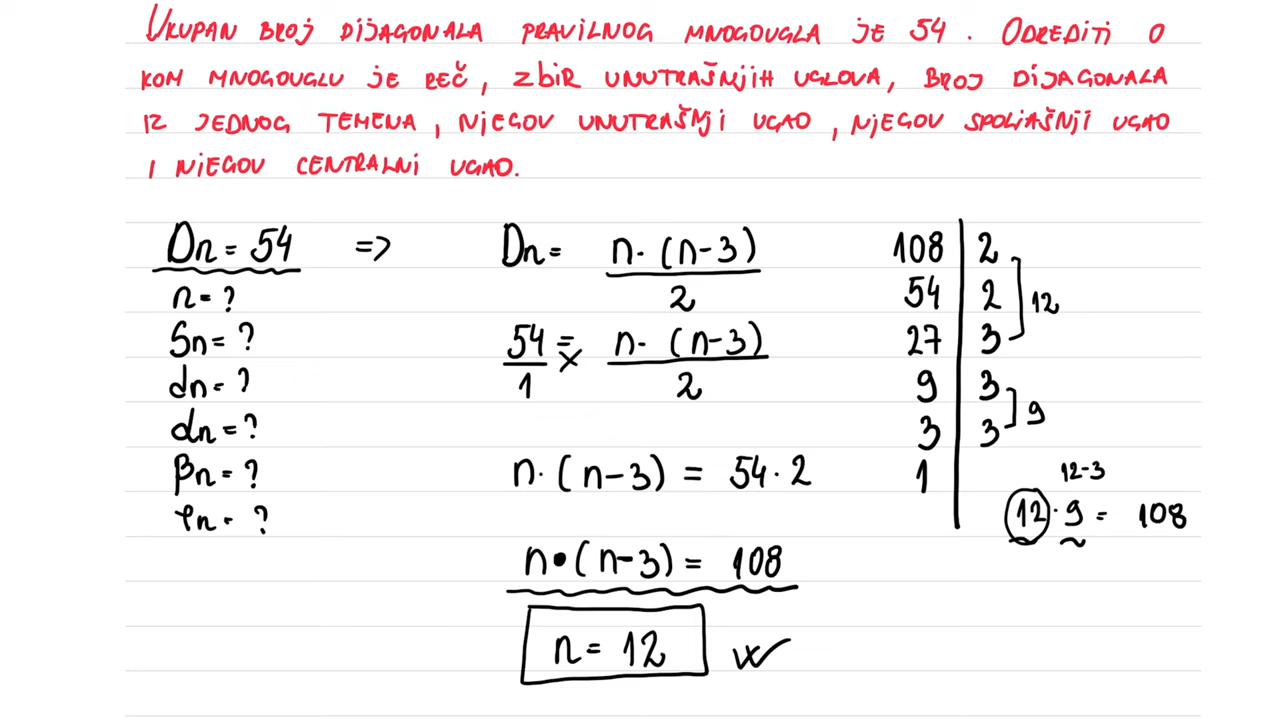 UKUPAN BROJ DIJAGONALA PRAVILNOG MNOGOUGLA JE 54. ODREDITI O
KOM MNOGOUGLU JE REČ, ZBIR UNUTRAŠNJIH UGLOVA, BROJ DIJAGONALA
IZ JEDNOG TEMENA, NJEGOV UNUTRAŠNJI UGAO, NJEGOV SPOLJAŠNJI UGAO
I NJEGOV CENTRALNI UGAO.
Dn = 54 => Dn = n·(n-3)/2
n = ?
Sn = ?
dn = ?
αn = ?
βn = ?
φn = ?
54/1 = n·(n-3)/2
n·(n-3) = 54·2
n·(n-3) = 108
n = 12
108 | 2
54 | 2
27 | 3
12
9 | 3
3 | 3
9
1
12-3
12·9 = 108